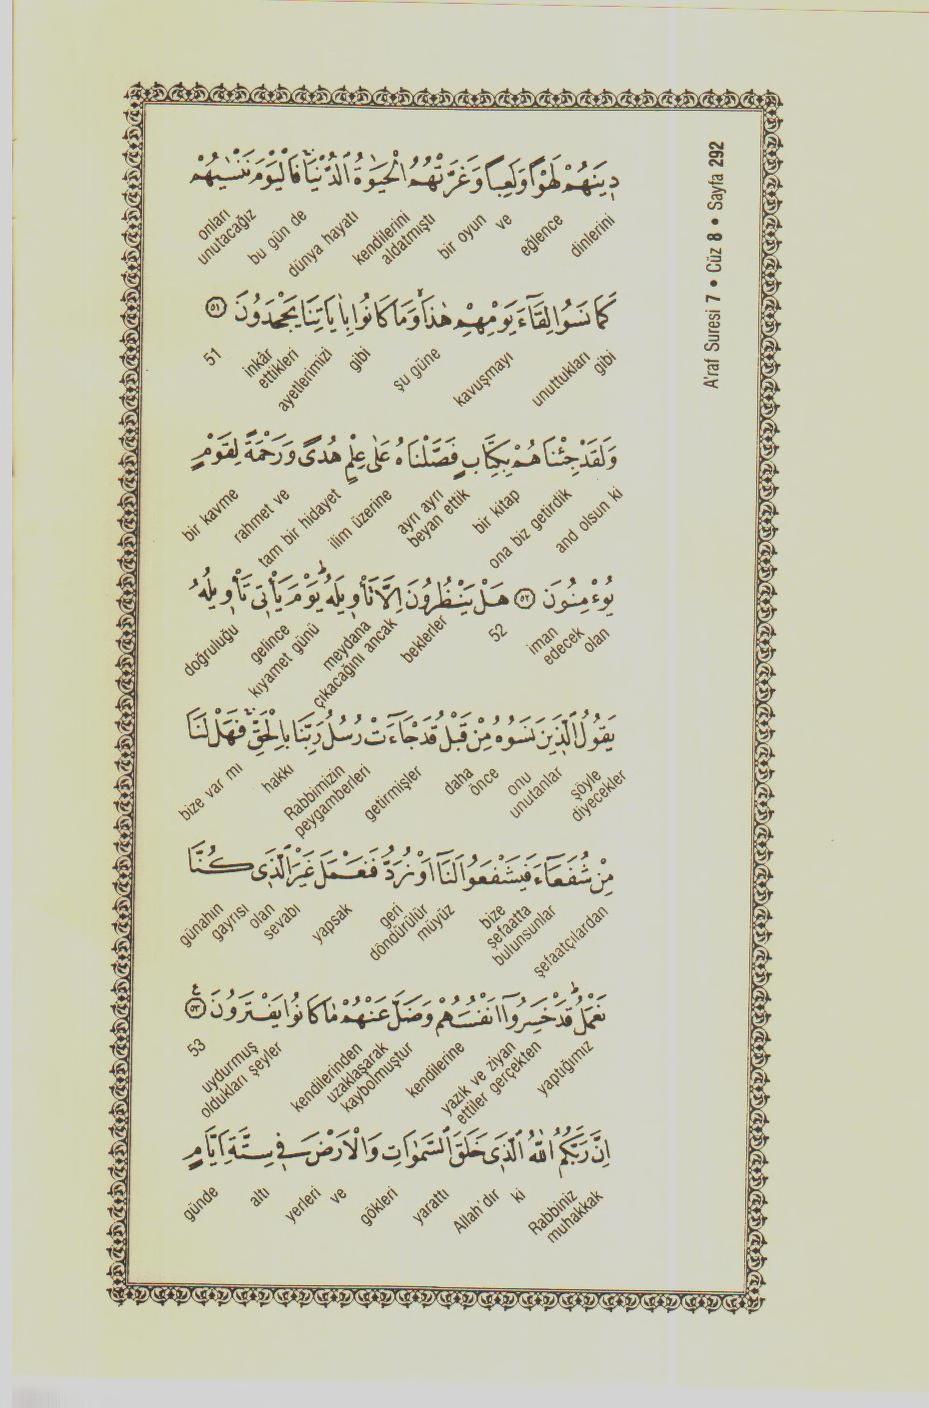 A'raf Suresi 7 • Cüz 8 • Sayfa 292
دٖينَهُمْ لَهْوًا وَلَعِبًا وَغَرَّتْهُمُ الْحَيٰوةُ الدُّنْيَاۚ فَالْيَوْمَ نَنْسٰيهُمْ
dinlerini eğlence ve bir oyun kendilerini aldatmıştı dünya hayatı bu gün de onları unutacağız
كَمَا نَسُوا لِقَٓاءَ يَوْمِهِمْ هٰذَاۙ وَمَا كَانُوا بِاٰيَاتِنَا يَجْحَدُونَ ﴿٥١﴾
gibi unuttukları kavuşmayı şu güne gibi ayetlerimizi inkâr ettikleri 51
وَلَقَدْ جِئْنَاهُمْ بِكِتَابٍ فَصَّلْنَاهُ عَلٰى عِلْمٍ هُدًى وَرَحْمَةً لِقَوْمٍ
and olsun ki ona biz getirdik bir kitap ayrı ayrı beyan ettik ilim üzerine tam bir hidayet rahmet ve bir kavme
يُؤْمِنُونَ ﴿٥٢﴾ هَلْ يَنْظُرُونَ اِلَّا تَأْوٖيلَهُؕ يَوْمَ يَأْتٖى تَأْوٖيلُهُ
iman edecek olan 52 beklerler meydana çıkacağını ancak kıyamet günü gelince doğruluğu
يَقُولُ الَّذٖينَ نَسُوهُ مِنْ قَبْلُ قَدْ جَٓاءَتْ رُسُلُ رَبِّنَا بِالْحَقِّۚ فَهَلْ لَنَا
şöyle diyecekler onu unutanlar daha önce getirmişler Rabbimizin peygamberleri hakkı bize var mı
مِنْ شُفَعَٓاءَ فَيَشْفَعُوا لَنَٓا اَوْ نُرَدُّ فَنَعْمَلَ غَيْرَ الَّذٖى كُنَّا
şefaatçılardan bize şefaatta bulunsunlar geri döndürülür müyüz yapsak olan sevabı günahın gayrısı
نَعْمَلُؕ قَدْ خَسِرُٓوا اَنْفُسَهُمْ وَضَلَّ عَنْهُمْ مَا كَانُوا يَفْتَرُونَ ﴿٥٣﴾ ع
yaptığımız yazık ve ziyan ettiler gerçekten kendilerine kendilerinden uzaklaşarak kaybolmuştur uydurmuş oldukları şeyler 53
اِنَّ رَبَّكُمُ اللّٰهُ الَّذٖى خَلَقَ السَّمٰوَاتِ وَالْاَرْضَ فٖى سِتَّةِ اَيَّامٍ
Rabbiniz muhakkak ki Allah'dır yarattı gökleri ve yerleri altı günde